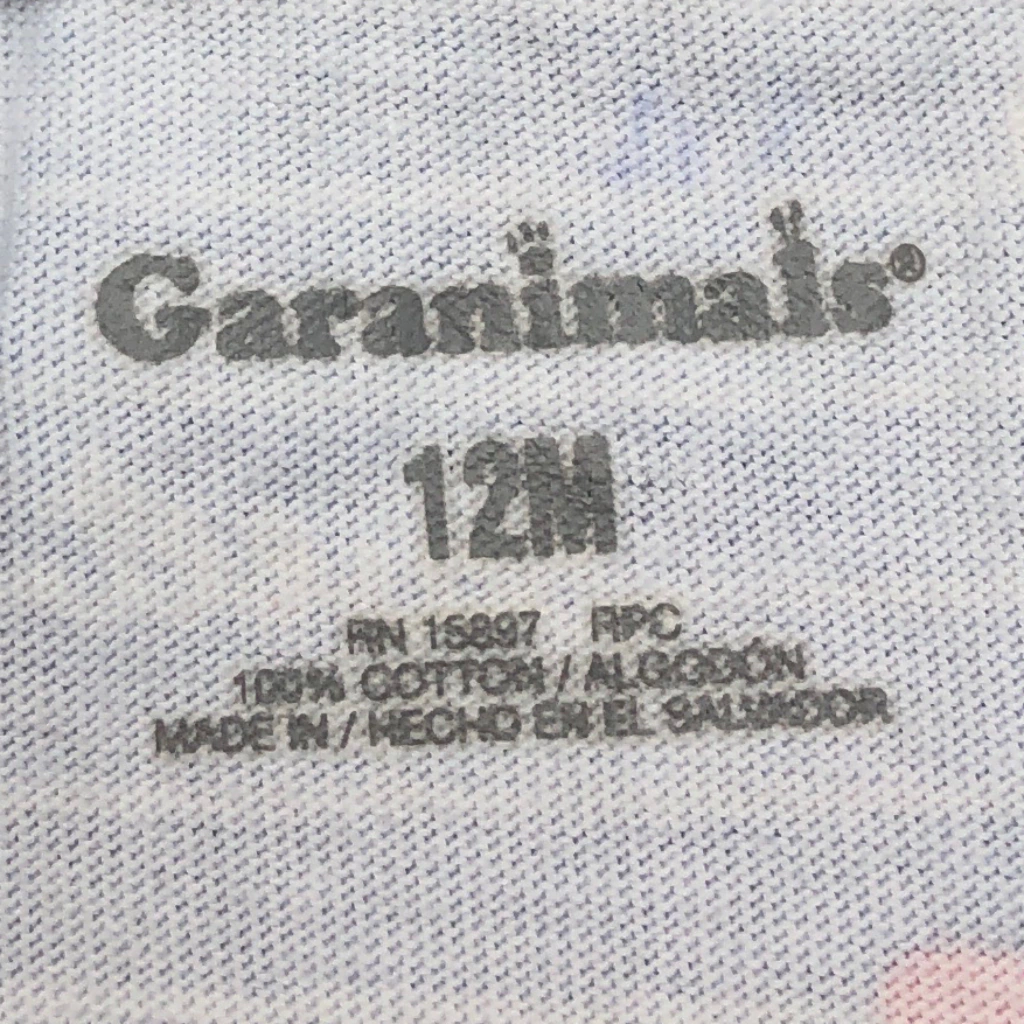 Garanimals®
12M
RN 15897 RPC
100% COTTON / ALGODÓN
MADE IN / HECHO EN EL SALVADOR